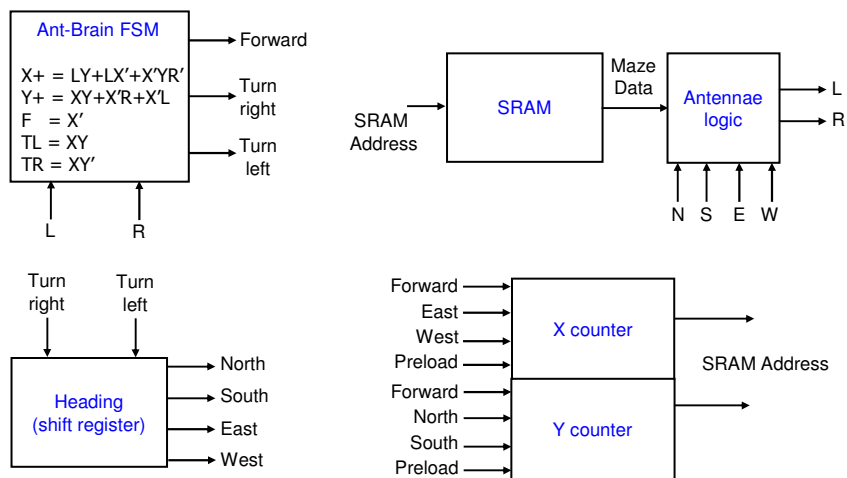 Ant-Brain FSM
X+ = LY+LX'+X'YR'
Y+ = XY+X'R+X'L
F = X'
TL = XY
TR = XY'
Forward
Turn
right
Turn
left
L
R
SRAM
Address
SRAM
Maze
Data
Antennae
logic
L
R
N
S
E
W
Turn
right
Turn
left
Heading
(shift register)
North
South
East
West
Forward
East
West
Preload
X counter
Forward
North
South
Preload
Y counter
SRAM Address